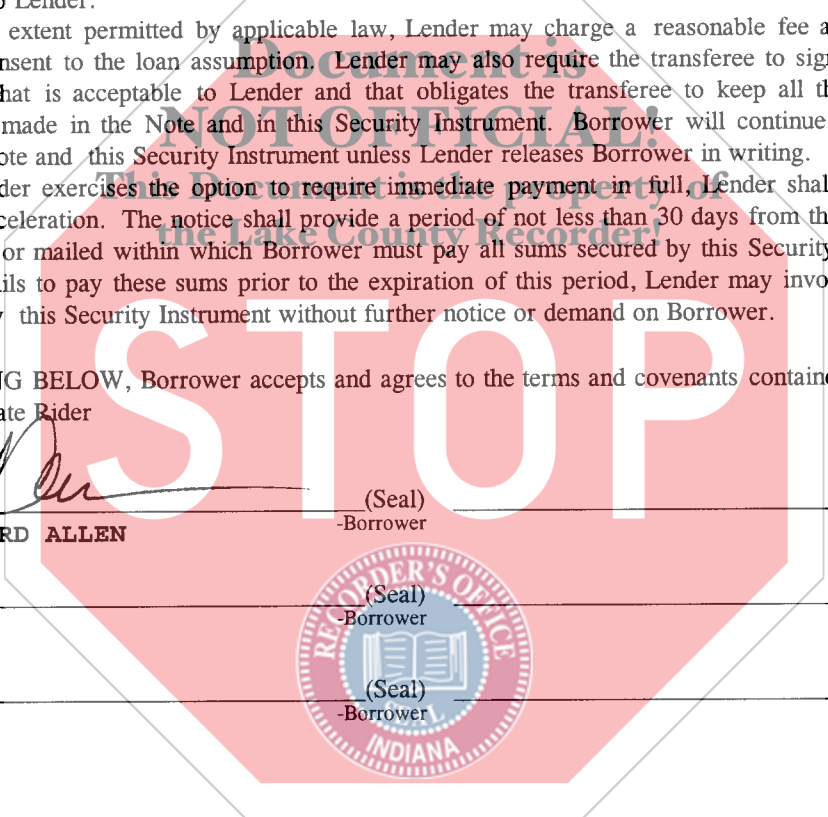 Lender.
extent permitted by applicable law, Lender may charge a reasonable fee a
nsent to the loan assumption. Lender may also require the transferee to sig
hat is acceptable to Lender and that obligates the transferee to keep all th
made in the Note and in this Security Instrument. Borrower will continue
ote and this Security Instrument unless Lender releases Borrower in writing.
der exercises the option to require immediate payment in full, Lender shal
celeration. The notice shall provide a period of not less than 30 days from th
or mailed within which Borrower must pay all sums secured by this Security
ils to pay these sums prior to the expiration of this period, Lender may invo
this Security Instrument without further notice or demand on Borrower.
Document is
NOT OFFICIAL!
This Document is the property of
the Lake County Recorder!
STOP
NG BELOW, Borrower accepts and agrees to the terms and covenants containe
ate Rider
(Seal)
-Borrower
RD ALLEN
(Seal)
-Borrower
(Seal)
-Borrower
RECORDER'S OFFICE
SEAL
INDIANA